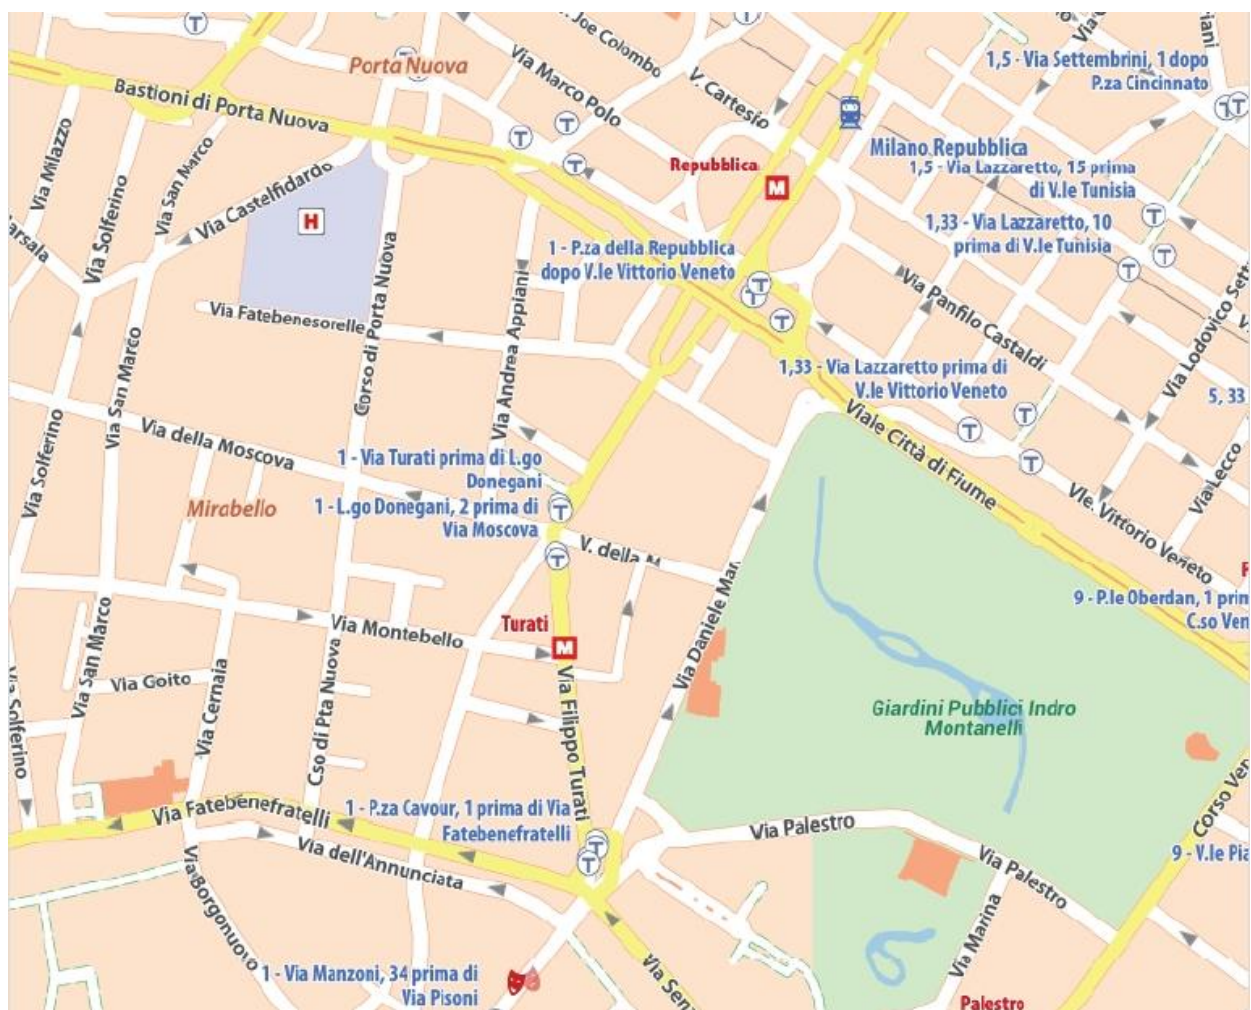 V. Joe Colombo
1,5 - Via Settembrini, 1 dopo
P.za Cincinnato
Porta Nuova
Via Marco Polo
V. Cartesio
Bastioni di Porta Nuova
Via Milazzo
Via San Marco
Via Solferino
Via Castelfidardo
H
Repubblica
M
Milano Repubblica
1,5 - Via Lazzaretto, 15 prima
di V.le Tunisia
1,33 - Via Lazzaretto, 10
prima di V.le Tunisia
1 - P.za della Repubblica
dopo V.le Vittorio Veneto
Via Panfilo Castaldi
Via Lodovico Sett
Via Fatebenesorelle
Corso di Porta Nuova
Via Andrea Appiani
Via San Marco
1,33 - Via Lazzaretto prima di
V.le Vittorio Veneto
5, 33
Viale Città di Fiume
Via Solferino
Via della Moscova
1 - Via Turati prima di L.go
Donegani
1 - L.go Donegani, 2 prima di
Via Moscova
Mirabello
Via Lecco
Vle. Vittorio Veneto
V. della M
Via Daniele Man
9 - P.le Oberdan, 1 prim
C.so Ven
Turati
M
Via Montebello
Via San Marco
Via Goito
Via Cernaia
Cso di Pta Nuova
Via Filippo Turati
Via Solferino
Giardini Pubblici Indro
Montanelli
Corso Ven
Via Fatebenefratelli
1 - P.za Cavour, 1 prima di Via
Fatebenefratelli
Via dell'Annunciata
Via Palestro
Via Palestro
9 - V.le Pia
Via Borgonuovo
Via Marina
1 - Via Manzoni, 34 prima di
Via Pisoni
Via Sen
Palestro